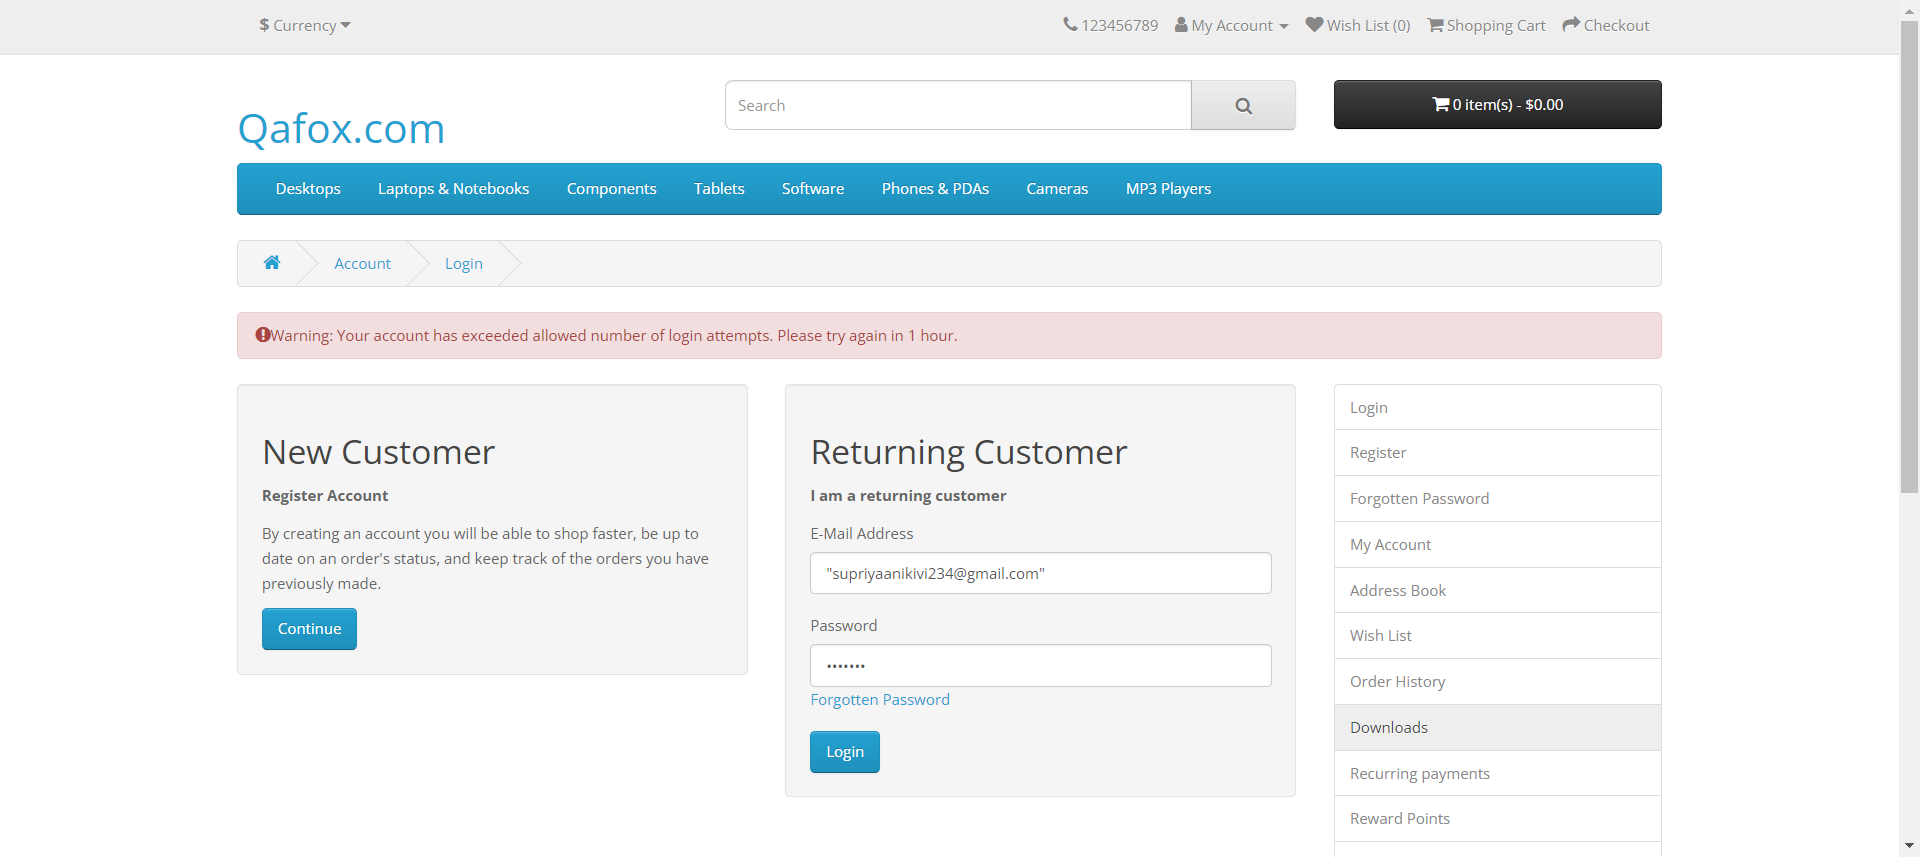 $ Currency
123456789 My Account Wish List (0) Shopping Cart Checkout
Qafox.com
Search
0 item(s) - $0.00
Desktops Laptops & Notebooks Components Tablets Software Phones & PDAs Cameras MP3 Players
Account Login
Warning: Your account has exceeded allowed number of login attempts. Please try again in 1 hour.
New Customer
Register Account
By creating an account you will be able to shop faster, be up to
date on an order's status, and keep track of the orders you have
previously made.
Continue
Returning Customer
I am a returning customer
E-Mail Address
"supriyaanikivi234@gmail.com"
Password
•••••••
Forgotten Password
Login
Login
Register
Forgotten Password
My Account
Address Book
Wish List
Order History
Downloads
Recurring payments
Reward Points